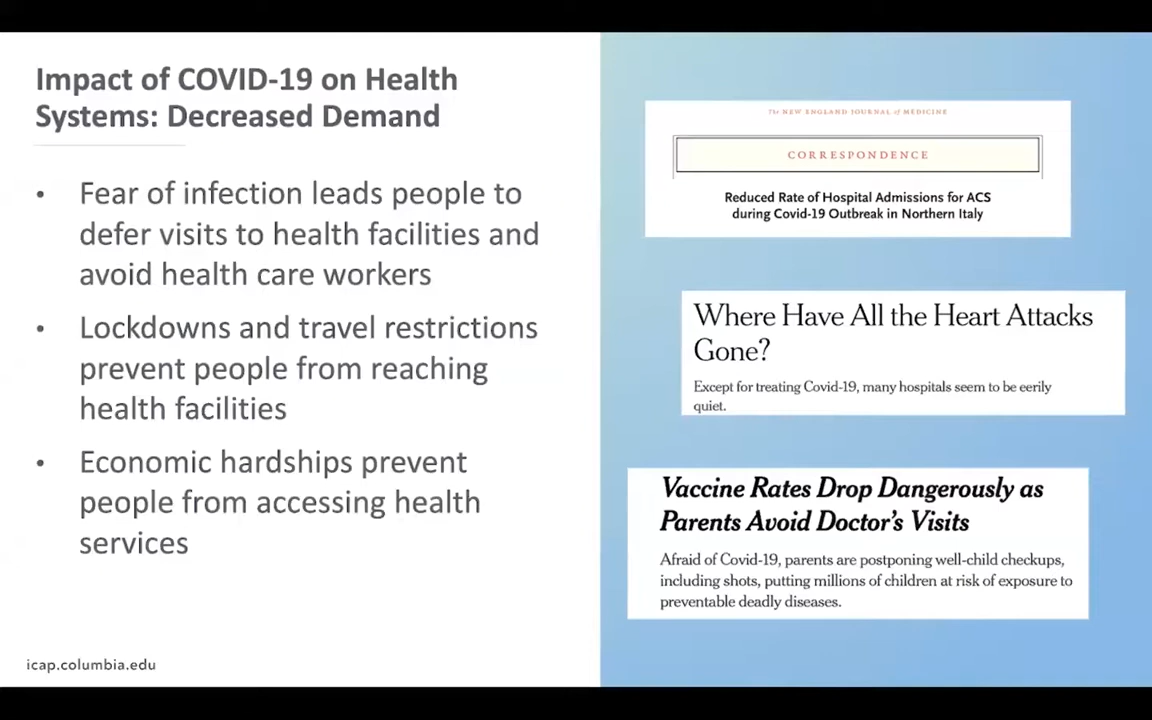 Impact of COVID-19 on Health
Systems: Decreased Demand
• Fear of infection leads people to
defer visits to health facilities and
avoid health care workers
• Lockdowns and travel restrictions
prevent people from reaching
health facilities
• Economic hardships prevent
people from accessing health
services
icap.columbia.edu
The NEW ENGLAND JOURNAL of MEDICINE
CORRESPONDENCE
Reduced Rate of Hospital Admissions for ACS
during Covid-19 Outbreak in Northern Italy
Where Have All the Heart Attacks
Gone?
Except for treating Covid-19, many hospitals seem to be eerily
quiet.
Vaccine Rates Drop Dangerously as
Parents Avoid Doctor's Visits
Afraid of Covid-19, parents are postponing well-child checkups,
including shots, putting millions of children at risk of exposure to
preventable deadly diseases.